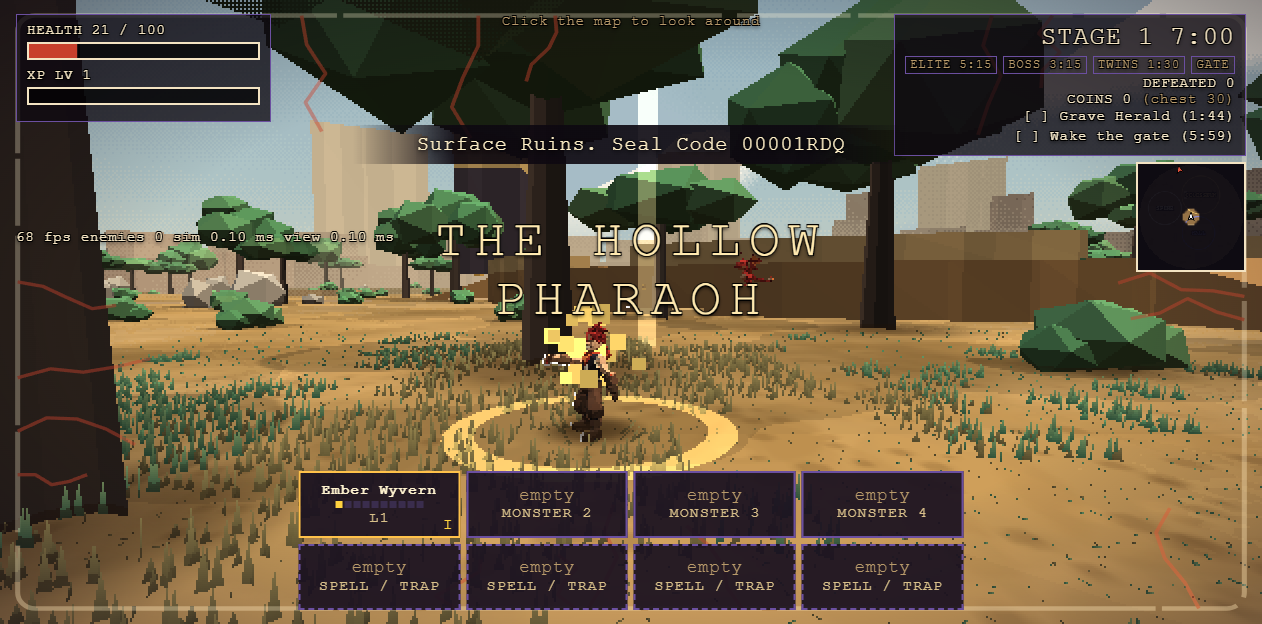 HEALTH 21 / 100
XP LV 1
Click the map to look around
STAGE 1 7:00
ELITE 5:15 BOSS 3:15 TWINS 1:30 GATE
DEFEATED 0
COINS 0 (chest 30)
[ ] Grave Herald (1:44)
[ ] Wake the gate (5:59)
Surface Ruins. Seal Code 00001RDQ
68 fps enemies 0 sim 0.10 ms view 0.10 ms
THE HOLLOW
PHARAOH
Ember Wyvern
L1
I
empty
MONSTER 2
empty
MONSTER 3
empty
MONSTER 4
empty
SPELL / TRAP
empty
SPELL / TRAP
empty
SPELL / TRAP
empty
SPELL / TRAP